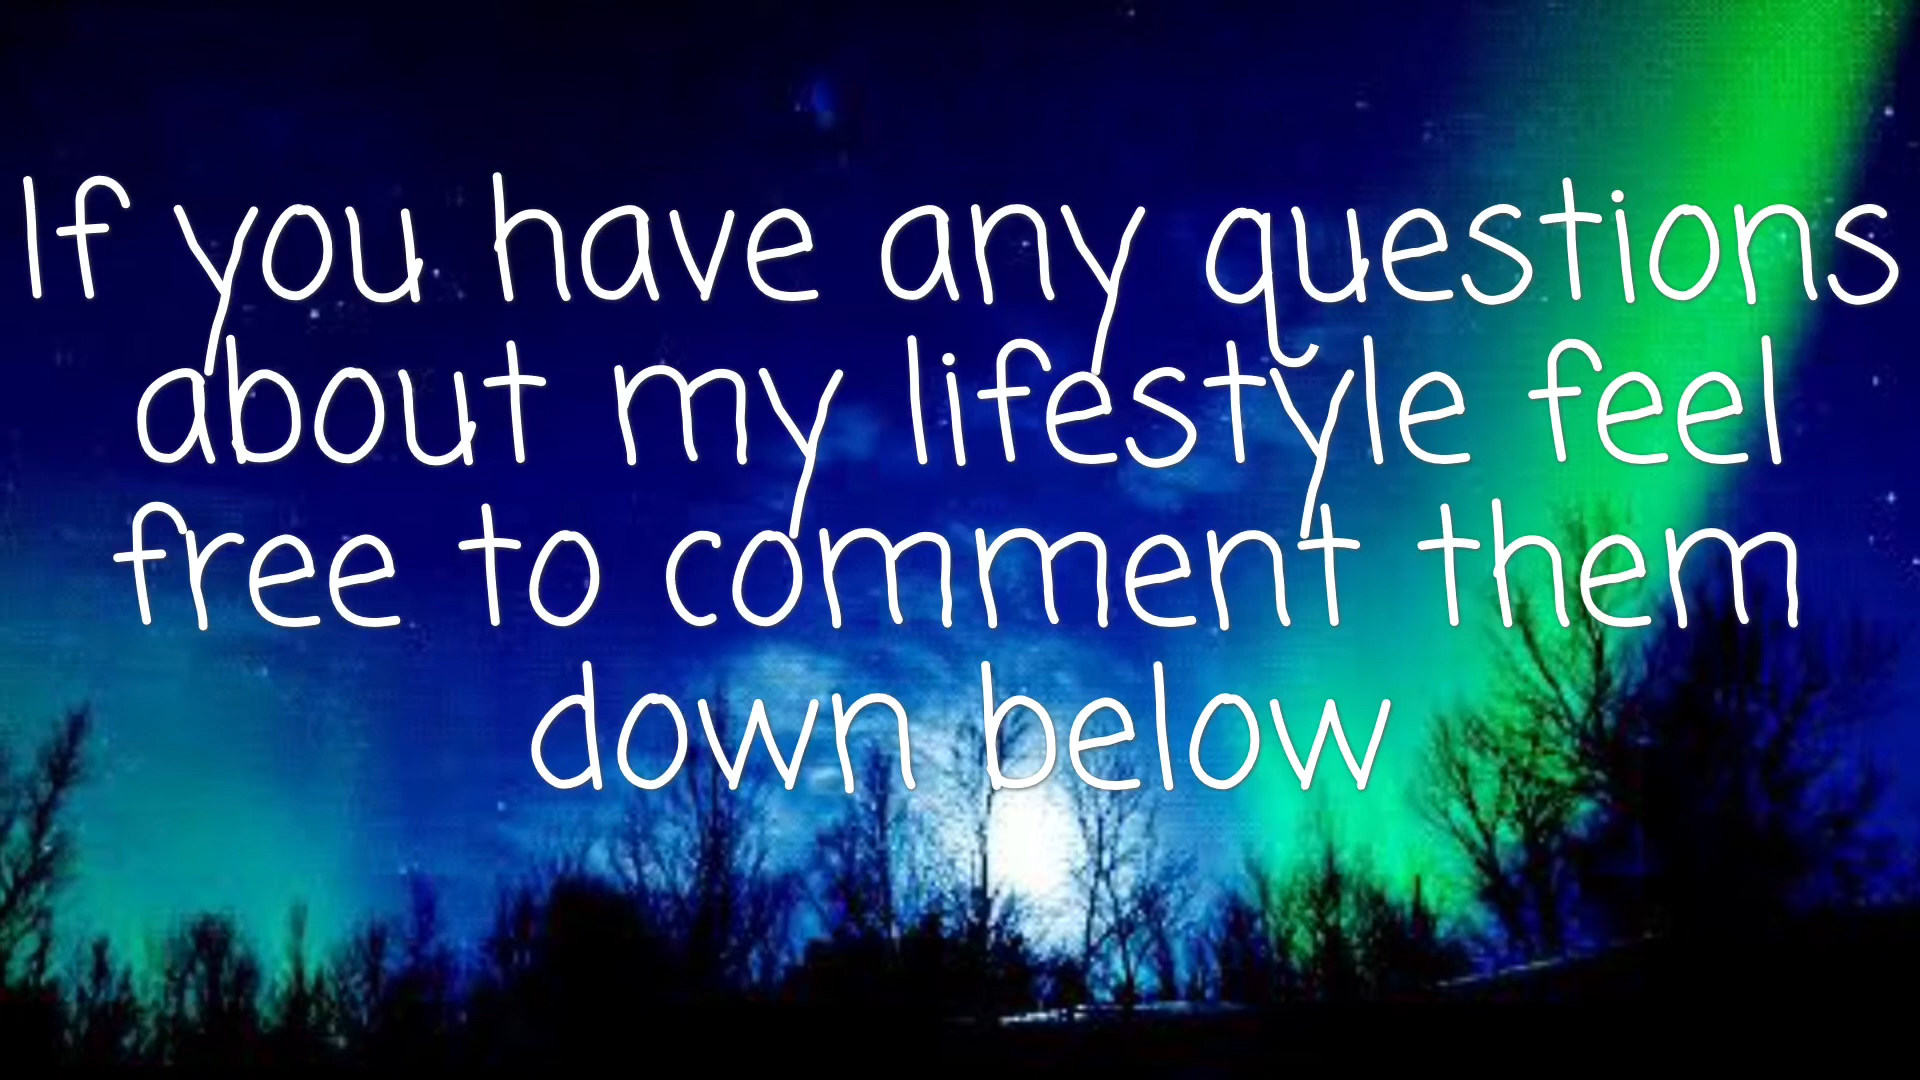 If you have any questions
about my lifestyle feel
free to comment them
down below